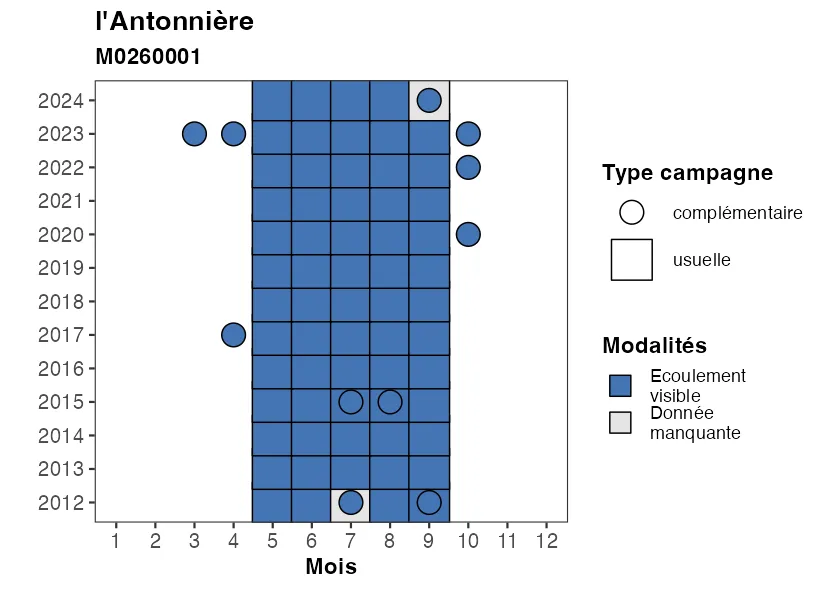 l'Antonnière
M0260001
2024
2023
2022
2021
2020
2019
2018
2017
2016
2015
2014
2013
2012
1 2 3 4 5 6 7 8 9 10 11 12
Mois
Type campagne
complémentaire
usuelle
Modalités
Ecoulement
visible
Donnée
manquante